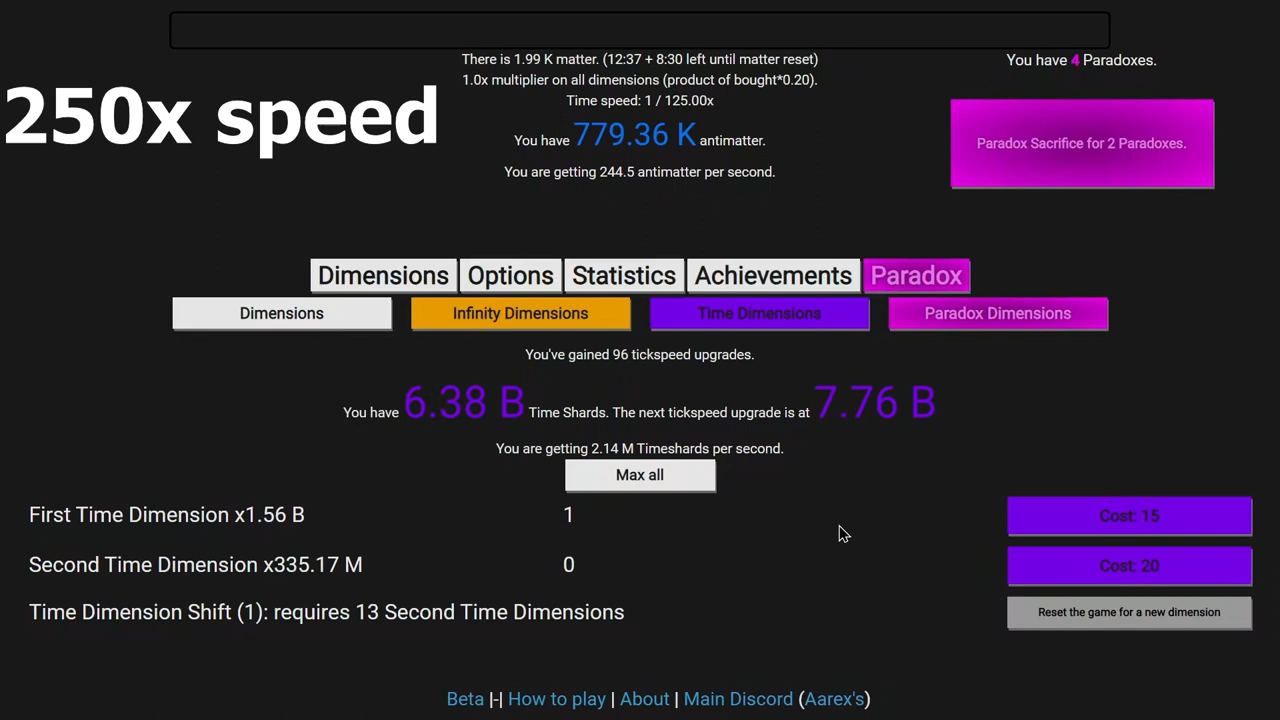 There is 1.99 K matter. (12:37 + 8:30 left until matter reset)
You have 4 Paradoxes.
1.0x multiplier on all dimensions (product of bought*0.20).
Time speed: 1 / 125.00x
250x speed
You have 779.36 K antimatter.
Paradox Sacrifice for 2 Paradoxes.
You are getting 244.5 antimatter per second.
Dimensions Options Statistics Achievements Paradox
Dimensions Infinity Dimensions Time Dimensions Paradox Dimensions
You've gained 96 tickspeed upgrades.
You have 6.38 B Time Shards. The next tickspeed upgrade is at 7.76 B
You are getting 2.14 M Timeshards per second.
Max all
First Time Dimension x1.56 B 1 Cost: 15
Second Time Dimension x335.17 M 0 Cost: 20
Time Dimension Shift (1): requires 13 Second Time Dimensions Reset the game for a new dimension
Beta |-| How to play | About | Main Discord (Aarex's)